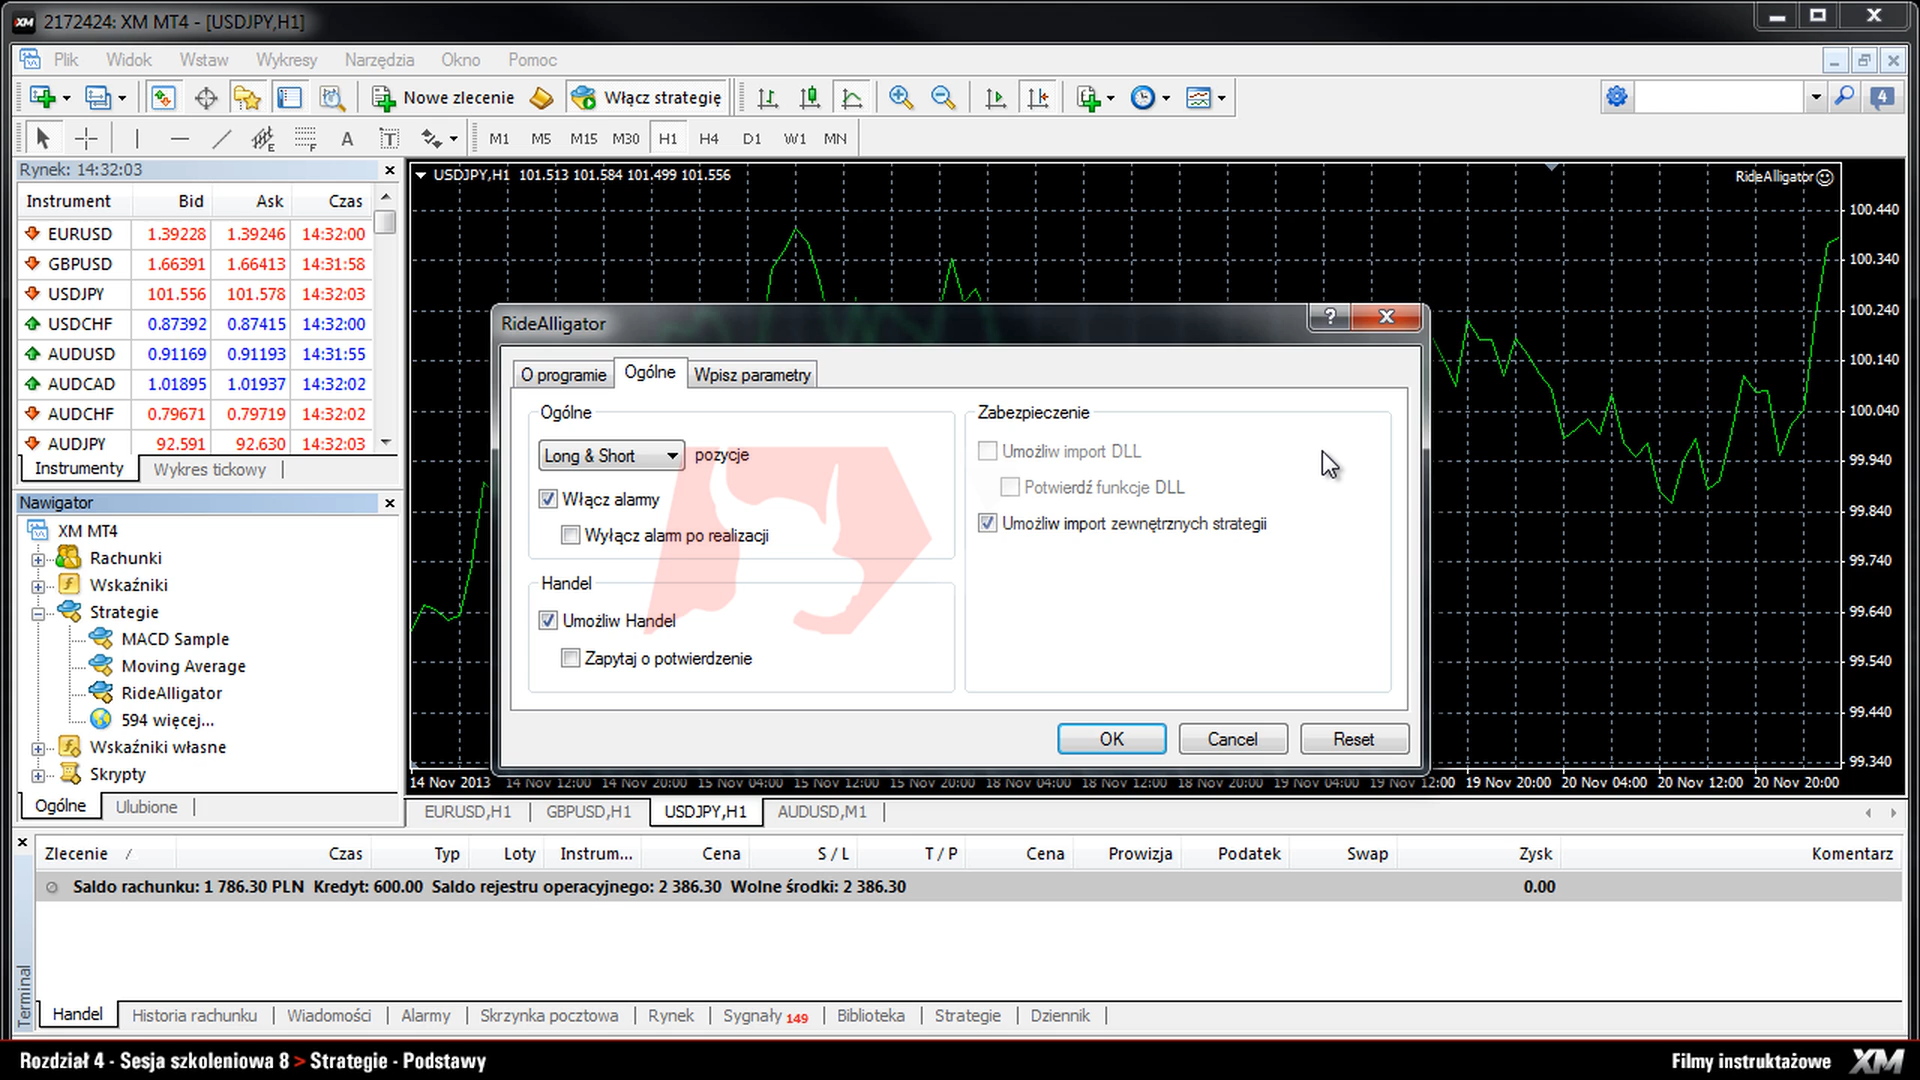 XM 2172424: XM MT4 - [USDJPY,H1]
Plik Widok Wstaw Wykresy Narzędzia Okno Pomoc
Nowe zlecenie Włącz strategię 4
A T M1 M5 M15 M30 H1 H4 D1 W1 MN
Rynek: 14:32:03
Instrument Bid Ask Czas
EURUSD 1.39228 1.39246 14:32:00
GBPUSD 1.66391 1.66413 14:31:58
USDJPY 101.556 101.578 14:32:03
USDCHF 0.87392 0.87415 14:32:00
AUDUSD 0.91169 0.91193 14:31:55
AUDCAD 1.01895 1.01937 14:32:02
AUDCHF 0.79671 0.79719 14:32:02
AUDJPY 92.591 92.630 14:32:03
Instrumenty Wykres tickowy
Nawigator
XM MT4
Rachunki
Wskaźniki
Strategie
MACD Sample
Moving Average
RideAlligator
594 więcej...
Wskaźniki własne
Skrypty
Ogólne Ulubione
USDJPY,H1 101.513 101.584 101.499 101.556
RideAlligator
100.440
100.340
100.240
100.140
100.040
99.940
99.840
99.740
99.640
99.540
99.440
99.340
RideAlligator
O programie Ogólne Wpisz parametry
Ogólne
Long & Short pozycje
Włącz alarmy
Wyłącz alarm po realizacji
Handel
Umożliw Handel
Zapytaj o potwierdzenie
Zabezpieczenie
Umożliw import DLL
Potwierdź funkcje DLL
Umożliw import zewnętrznych strategii
OK Cancel Reset
14 Nov 2013 14 Nov 12:00 14 Nov 20:00 15 Nov 04:00 15 Nov 12:00 15 Nov 20:00 18 Nov 04:00 18 Nov 12:00 18 Nov 20:00 19 Nov 04:00 19 Nov 12:00 19 Nov 20:00 20 Nov 04:00 20 Nov 12:00 20 Nov 20:00
EURUSD,H1 GBPUSD,H1 USDJPY,H1 AUDUSD,M1
Zlecenie / Czas Typ Loty Instrum... Cena S / L T / P Cena Prowizja Podatek Swap Zysk Komentarz
Saldo rachunku: 1 786.30 PLN Kredyt: 600.00 Saldo rejestru operacyjnego: 2 386.30 Wolne środki: 2 386.30 0.00
Terminal
Handel Historia rachunku Wiadomości Alarmy Skrzynka pocztowa Rynek Sygnały 149 Biblioteka Strategie Dziennik
Rozdział 4 - Sesja szkoleniowa 8 > Strategie - Podstawy
Filmy instruktażowe XM